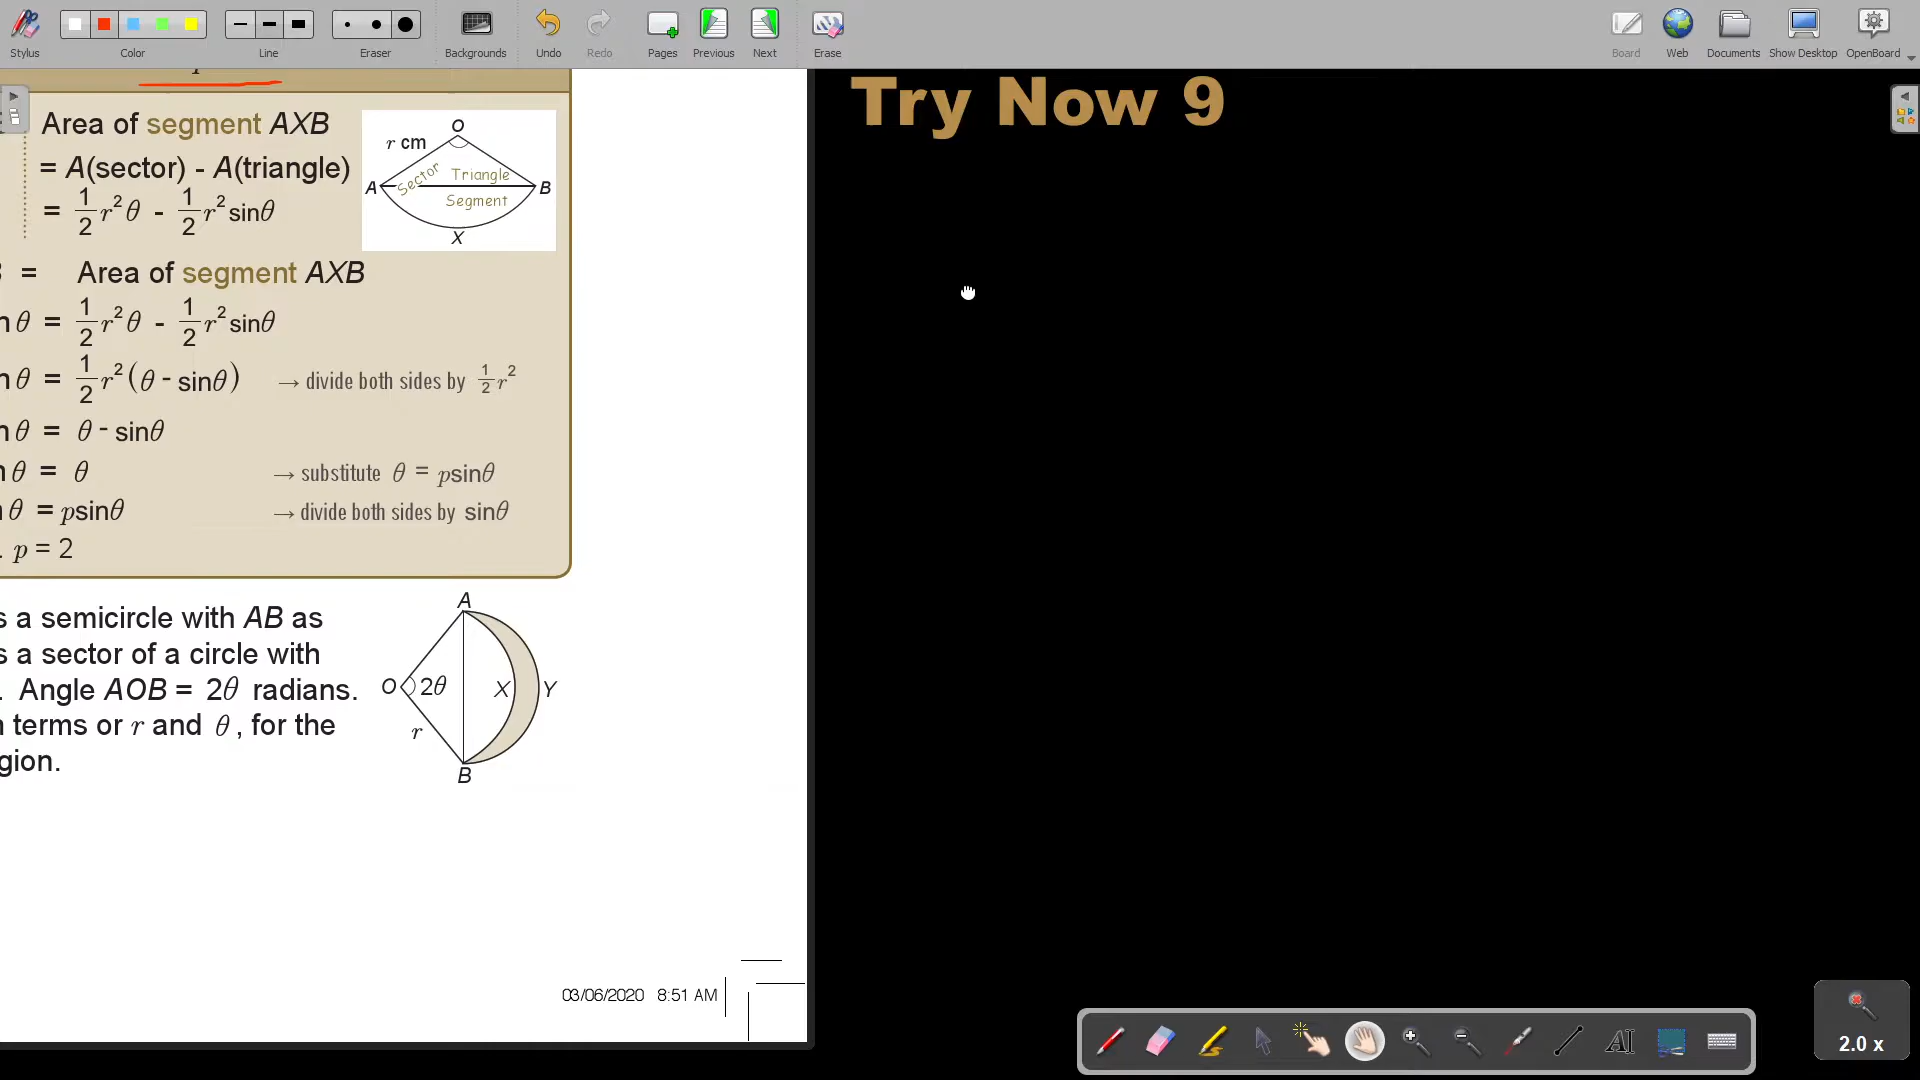 Stylus
Color
Line
Eraser
Backgrounds
Undo
Redo
Pages
Previous
Next
Erase
Board
Web
Documents
Show Desktop
OpenBoard
Try Now 9
Area of segment AXB
= A(sector) - A(triangle)
= 1/2 r² θ - 1/2 r² sinθ
O
r cm
A
Sector
Triangle
B
Segment
X
= Area of segment AXB
n θ = 1/2 r² θ - 1/2 r² sinθ
n θ = 1/2 r² (θ - sinθ) → divide both sides by 1/2 r²
n θ = θ - sinθ
n θ = θ → substitute θ = psinθ
θ = psinθ → divide both sides by sinθ
. p = 2
s a semicircle with AB as
s a sector of a circle with
. Angle AOB = 2θ radians.
n terms or r and θ, for the
gion.
A
O
2θ
X
Y
r
B
03/06/2020 8:51 AM
2.0 x